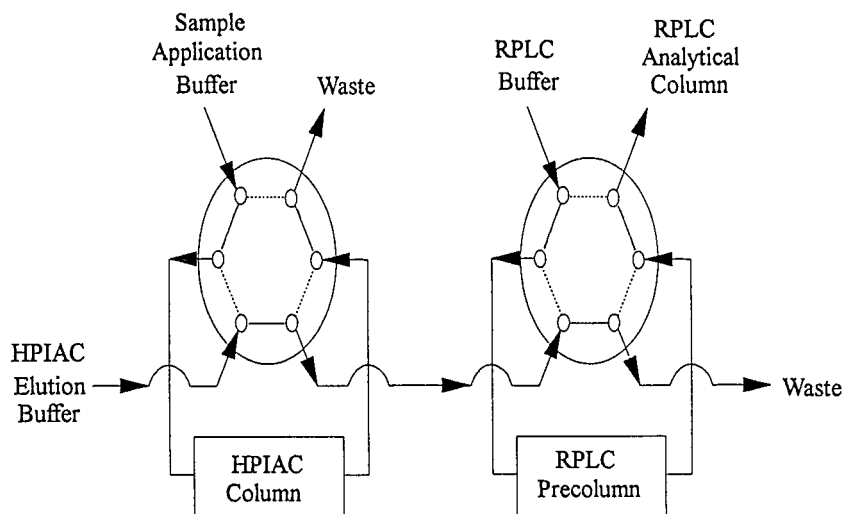 Sample
Application
Buffer
Waste
RPLC
Buffer
RPLC
Analytical
Column
HPIAC
Elution
Buffer
Waste
HPIAC
Column
RPLC
Precolumn